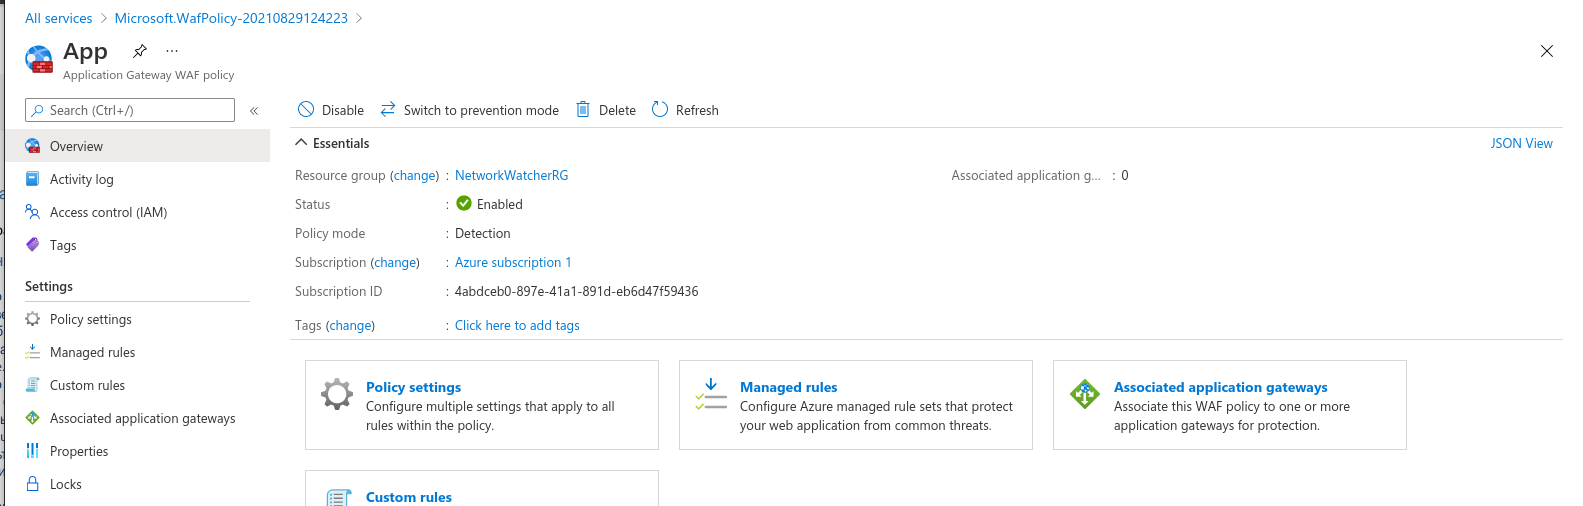 All services > Microsoft.WafPolicy-20210829124223 >
App ...
Application Gateway WAF policy
Search (Ctrl+/) «
Overview
Activity log
Access control (IAM)
Tags
Settings
Policy settings
Managed rules
Custom rules
Associated application gateways
Properties
Locks
Disable Switch to prevention mode Delete Refresh
Essentials JSON View
Resource group (change) : NetworkWatcherRG Associated application g... : 0
Status : Enabled
Policy mode : Detection
Subscription (change) : Azure subscription 1
Subscription ID : 4abdceb0-897e-41a1-891d-eb6d47f59436
Tags (change) : Click here to add tags
Policy settings
Configure multiple settings that apply to all
rules within the policy.
Managed rules
Configure Azure managed rule sets that protect
your web application from common threats.
Associated application gateways
Associate this WAF policy to one or more
application gateways for protection.
Custom rules